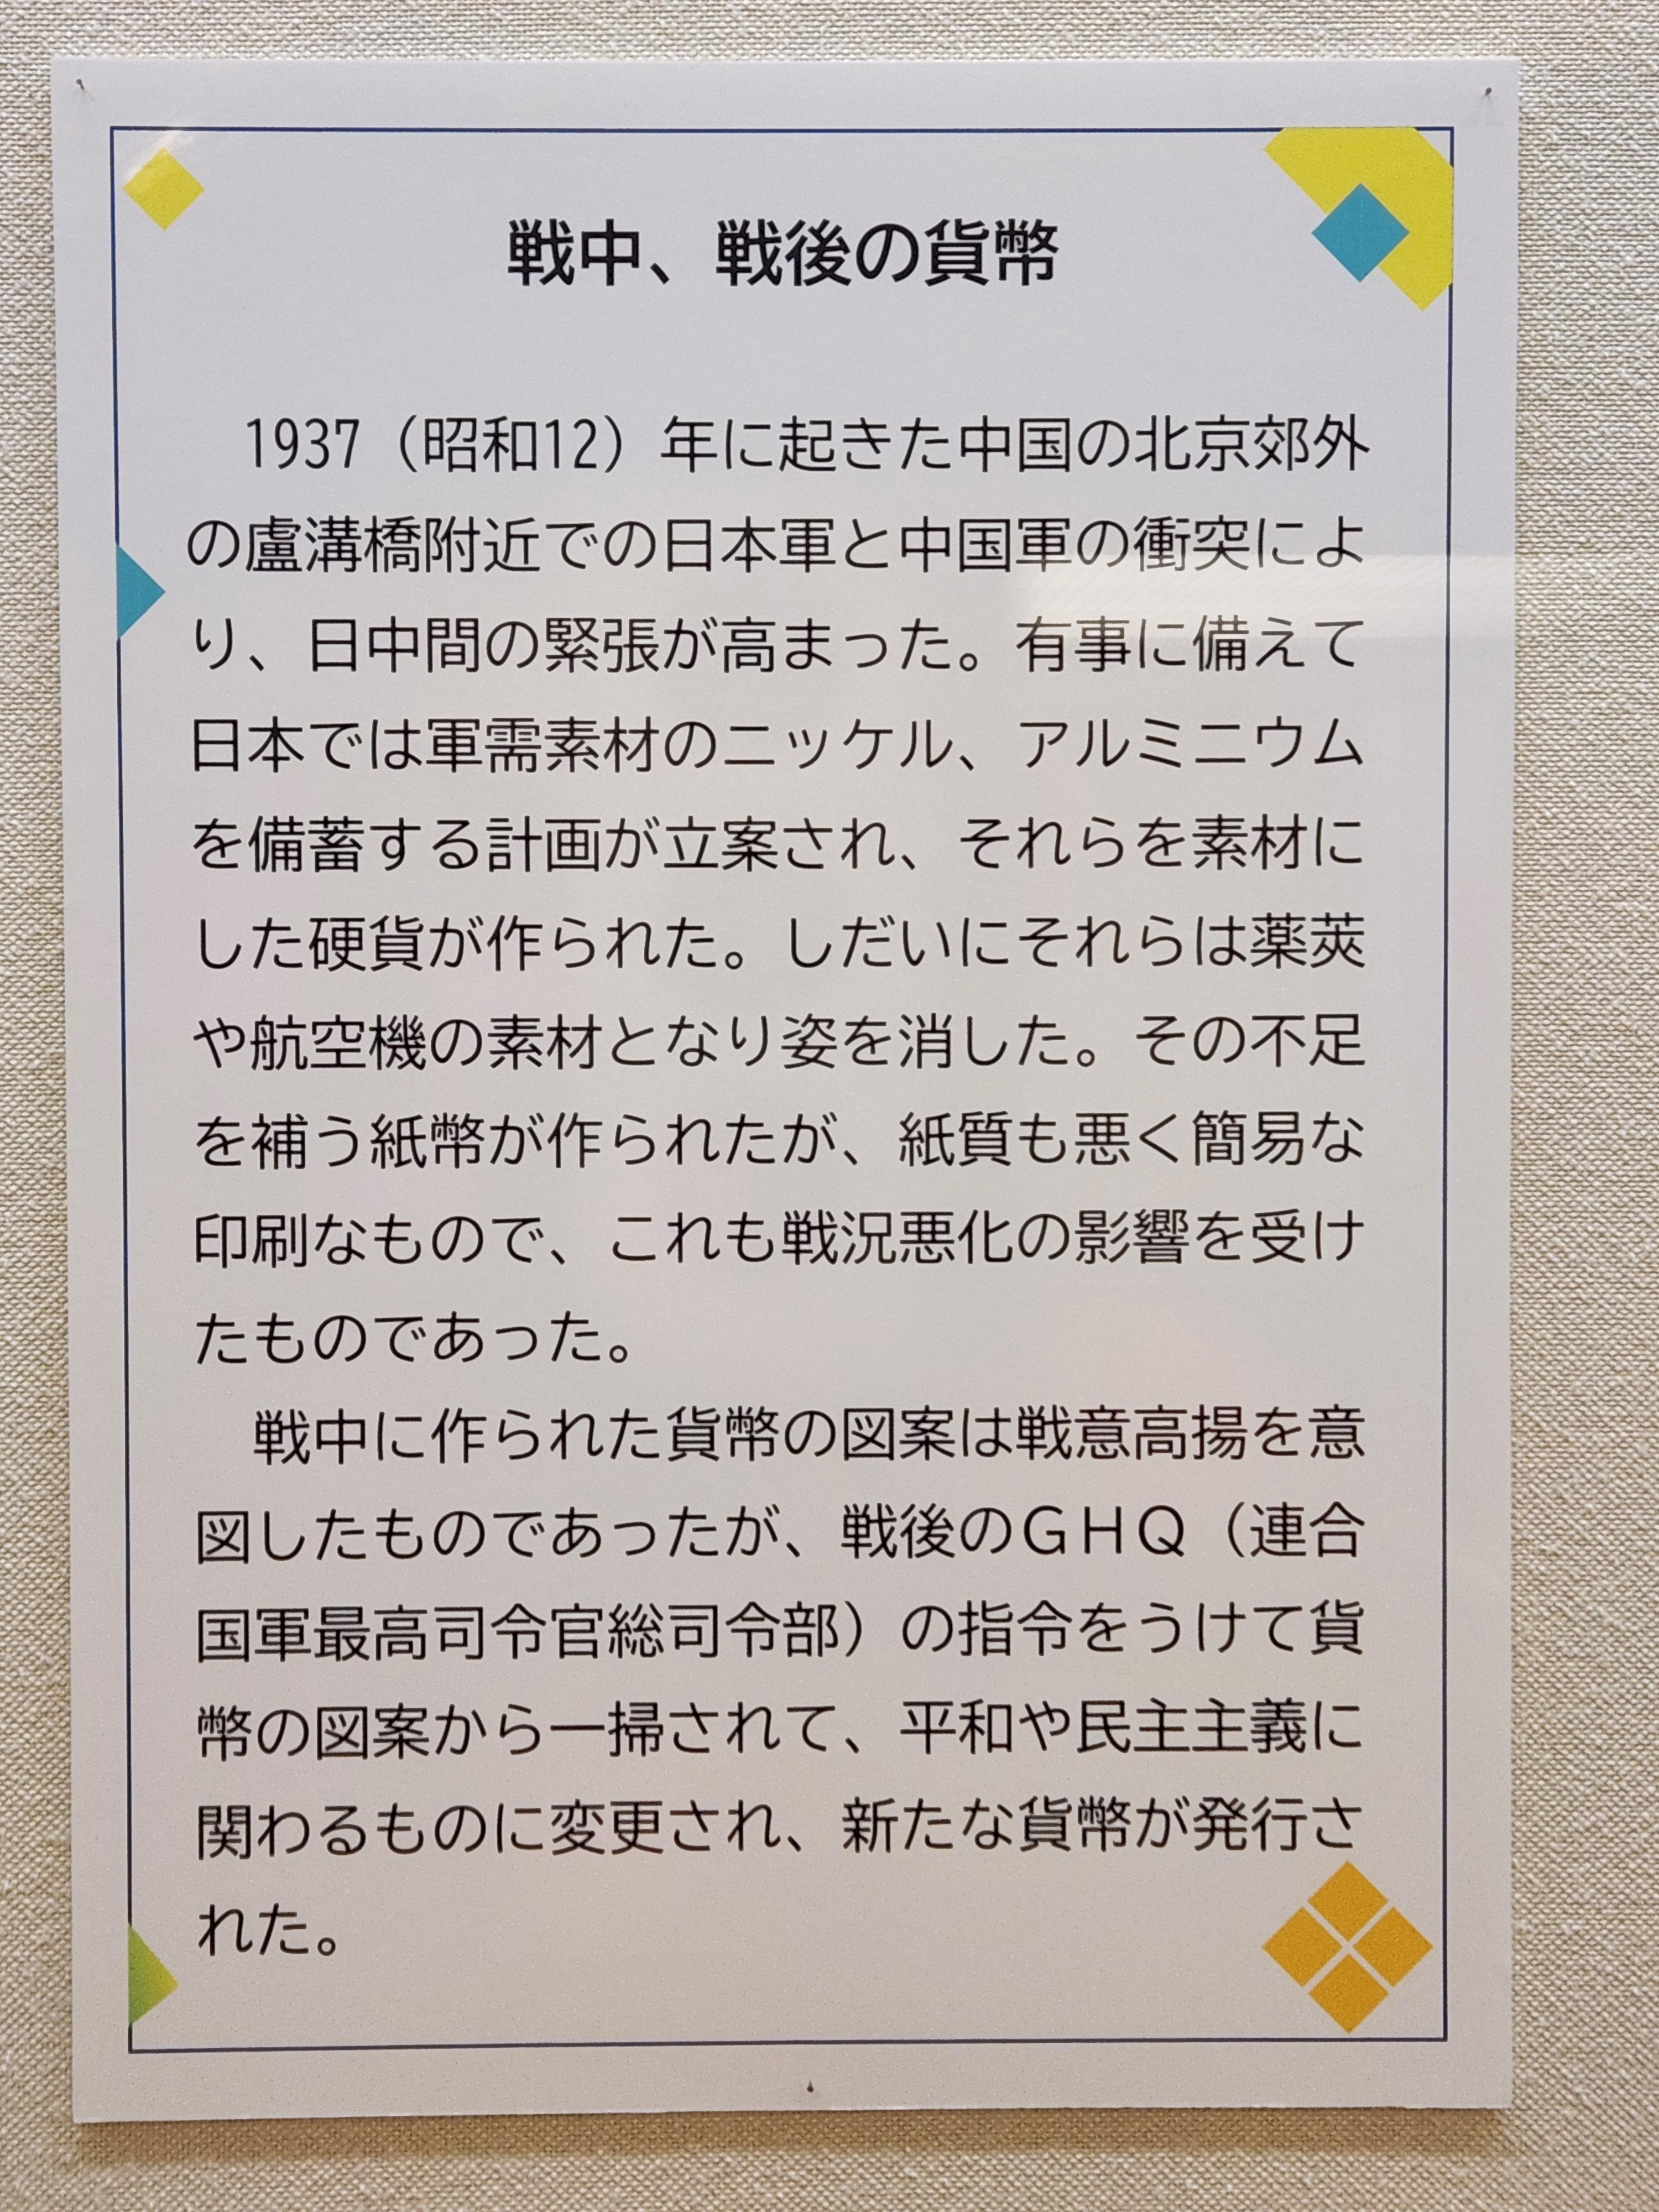 戦中、戦後の貨幣
1937（昭和12）年に起きた中国の北京郊外
の盧溝橋附近での日本軍と中国軍の衝突によ
り、日中間の緊張が高まった。有事に備えて
日本では軍需素材のニッケル、アルミニウム
を備蓄する計画が立案され、それらを素材に
した硬貨が作られた。しだいにそれらは薬莢
や航空機の素材となり姿を消した。その不足
を補う紙幣が作られたが、紙質も悪く簡易な
印刷なもので、これも戦況悪化の影響を受け
たものであった。
戦中に作られた貨幣の図案は戦意高揚を意
図したものであったが、戦後のＧＨＱ（連合
国軍最高司令官総司令部）の指令をうけて貨
幣の図案から一掃されて、平和や民主主義に
関わるものに変更され、新たな貨幣が発行さ
れた。